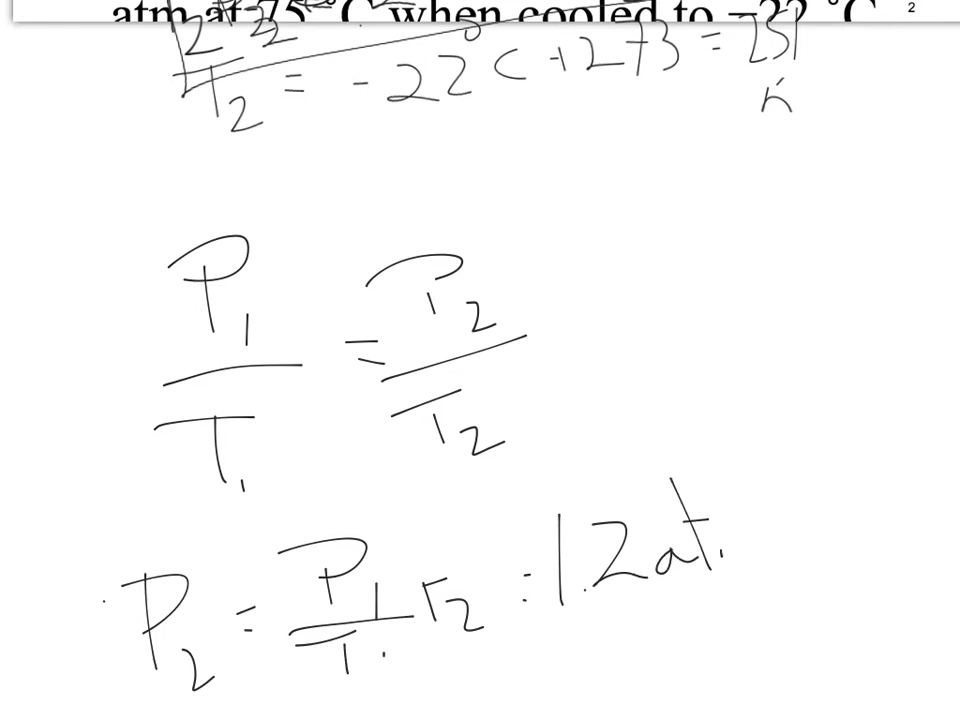 atm at 75 °C when cooled to −22 °C 2
T2 = -22°C +273 = 251
K
P1 = P2
T1 T2
P2 = P1 T2 = 1.2 at.
T1